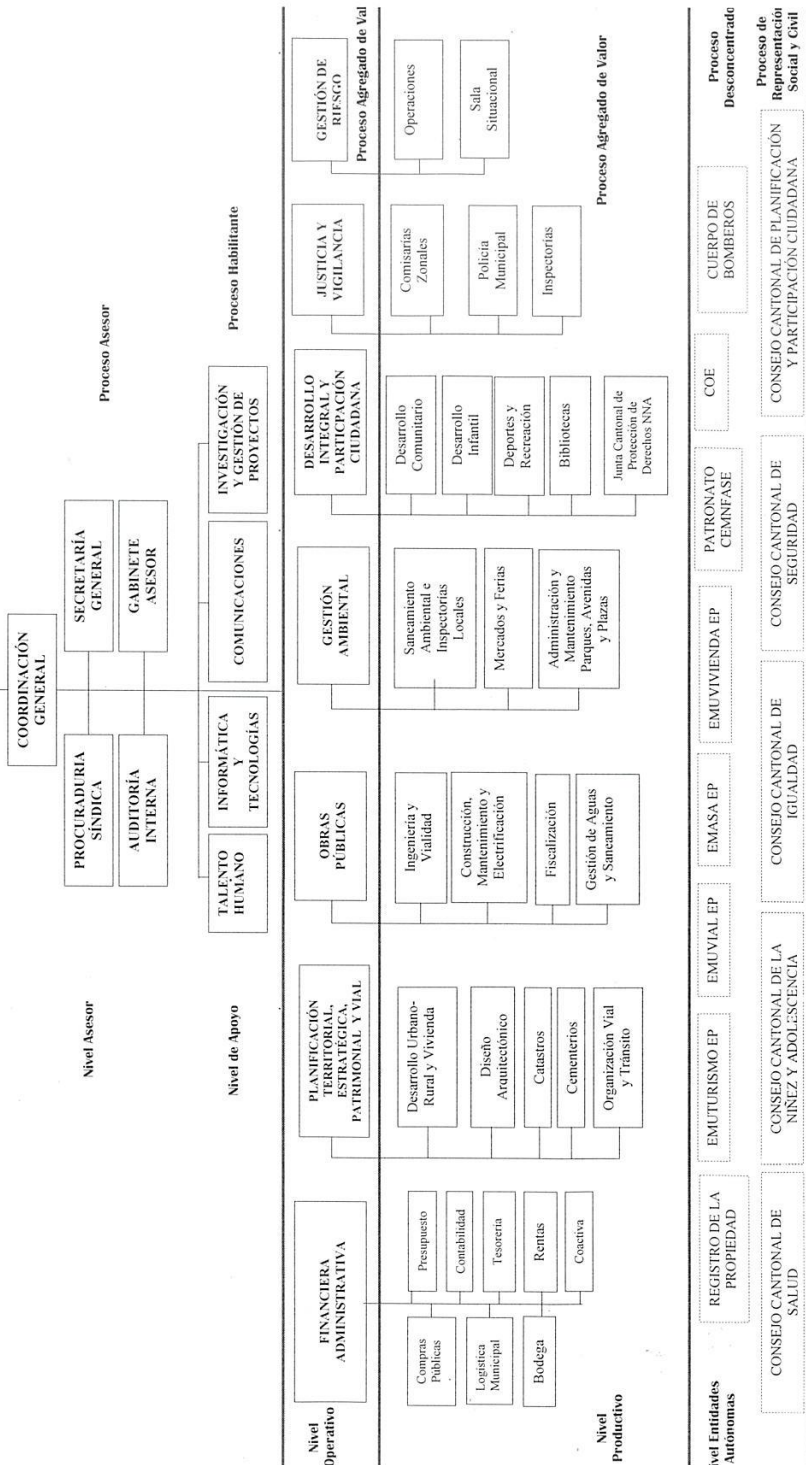 COORDINACIÓN
GENERAL
Nivel Asesor
Proceso Asesor
PROCURADURIA
SÍNDICA
SECRETARÍA
GENERAL
AUDITORÍA
INTERNA
GABINETE
ASESOR
Nivel de Apoyo
Proceso Habilitante
TALENTO
HUMANO
INFORMÁTICA
Y
TECNOLOGÍAS
COMUNICACIONES
INVESTIGACIÓN
Y GESTIÓN DE
PROYECTOS
Nivel
Operativo
FINANCIERA
ADMINISTRATIVA
PLANIFICACIÓN
TERRITORIAL,
ESTRATÉGICA,
PATRIMONIAL Y VIAL
OBRAS
PÚBLICAS
GESTIÓN
AMBIENTAL
DESARROLLO
INTEGRAL Y
PARTICPACIÓN
CIUDADANA
JUSTICIA Y
VIGILANCIA
GESTIÓN DE
RIESGO
Proceso Agregado de Val
Nivel
Productivo
Compras
Públicas
Logística
Municipal
Bodega
Presupuesto
Contabilidad
Tesoreria
Rentas
Coactiva
Desarrollo Urbano-
Rural y Vivienda
Diseño
Arquitectónico
Catastros
Cementerios
Organización Vial
y Tránsito
Ingenieria y
Vialidad
Construcción,
Mantenimiento y
Electrificación
Fiscalización
Gestión de Aguas
y Saneamiento
Saneamiento
Ambiental e
Inspectorias
Locales
Mercados y Ferias
Administración y
Mantenimiento
Parques, Avenidas
y Plazas
Desarrollo
Comunitario
Desarrollo
Infantil
Deportes y
Recreación
Bibliotecas
Junta Cantonal de
Protección de
Derechos NNA
Comisarias
Zonales
Policía
Municipal
Inspectorías
Operaciones
Sala
Situacional
Proceso Agregado de Valor
vel Entidades
Autónomas
REGISTRO DE LA
PROPIEDAD
EMUTURISMO EP
EMUVIAL EP
EMASA EP
EMUVIVIENDA EP
PATRONATO
CEMNFASE
COE
CUERPO DE
BOMBEROS
Proceso
Desconcentrado
CONSEJO CANTONAL DE
SALUD
CONSEJO CANTONAL DE LA
NIÑEZ Y ADOLESCENCIA
CONSEJO CANTONAL DE
IGUALDAD
CONSEJO CANTONAL DE
SEGURIDAD
CONSEJO CANTONAL DE PLANIFICACIÓN
Y PARTICIPACIÓN CIUDADANA
Proceso de
Representación
Social y Civil